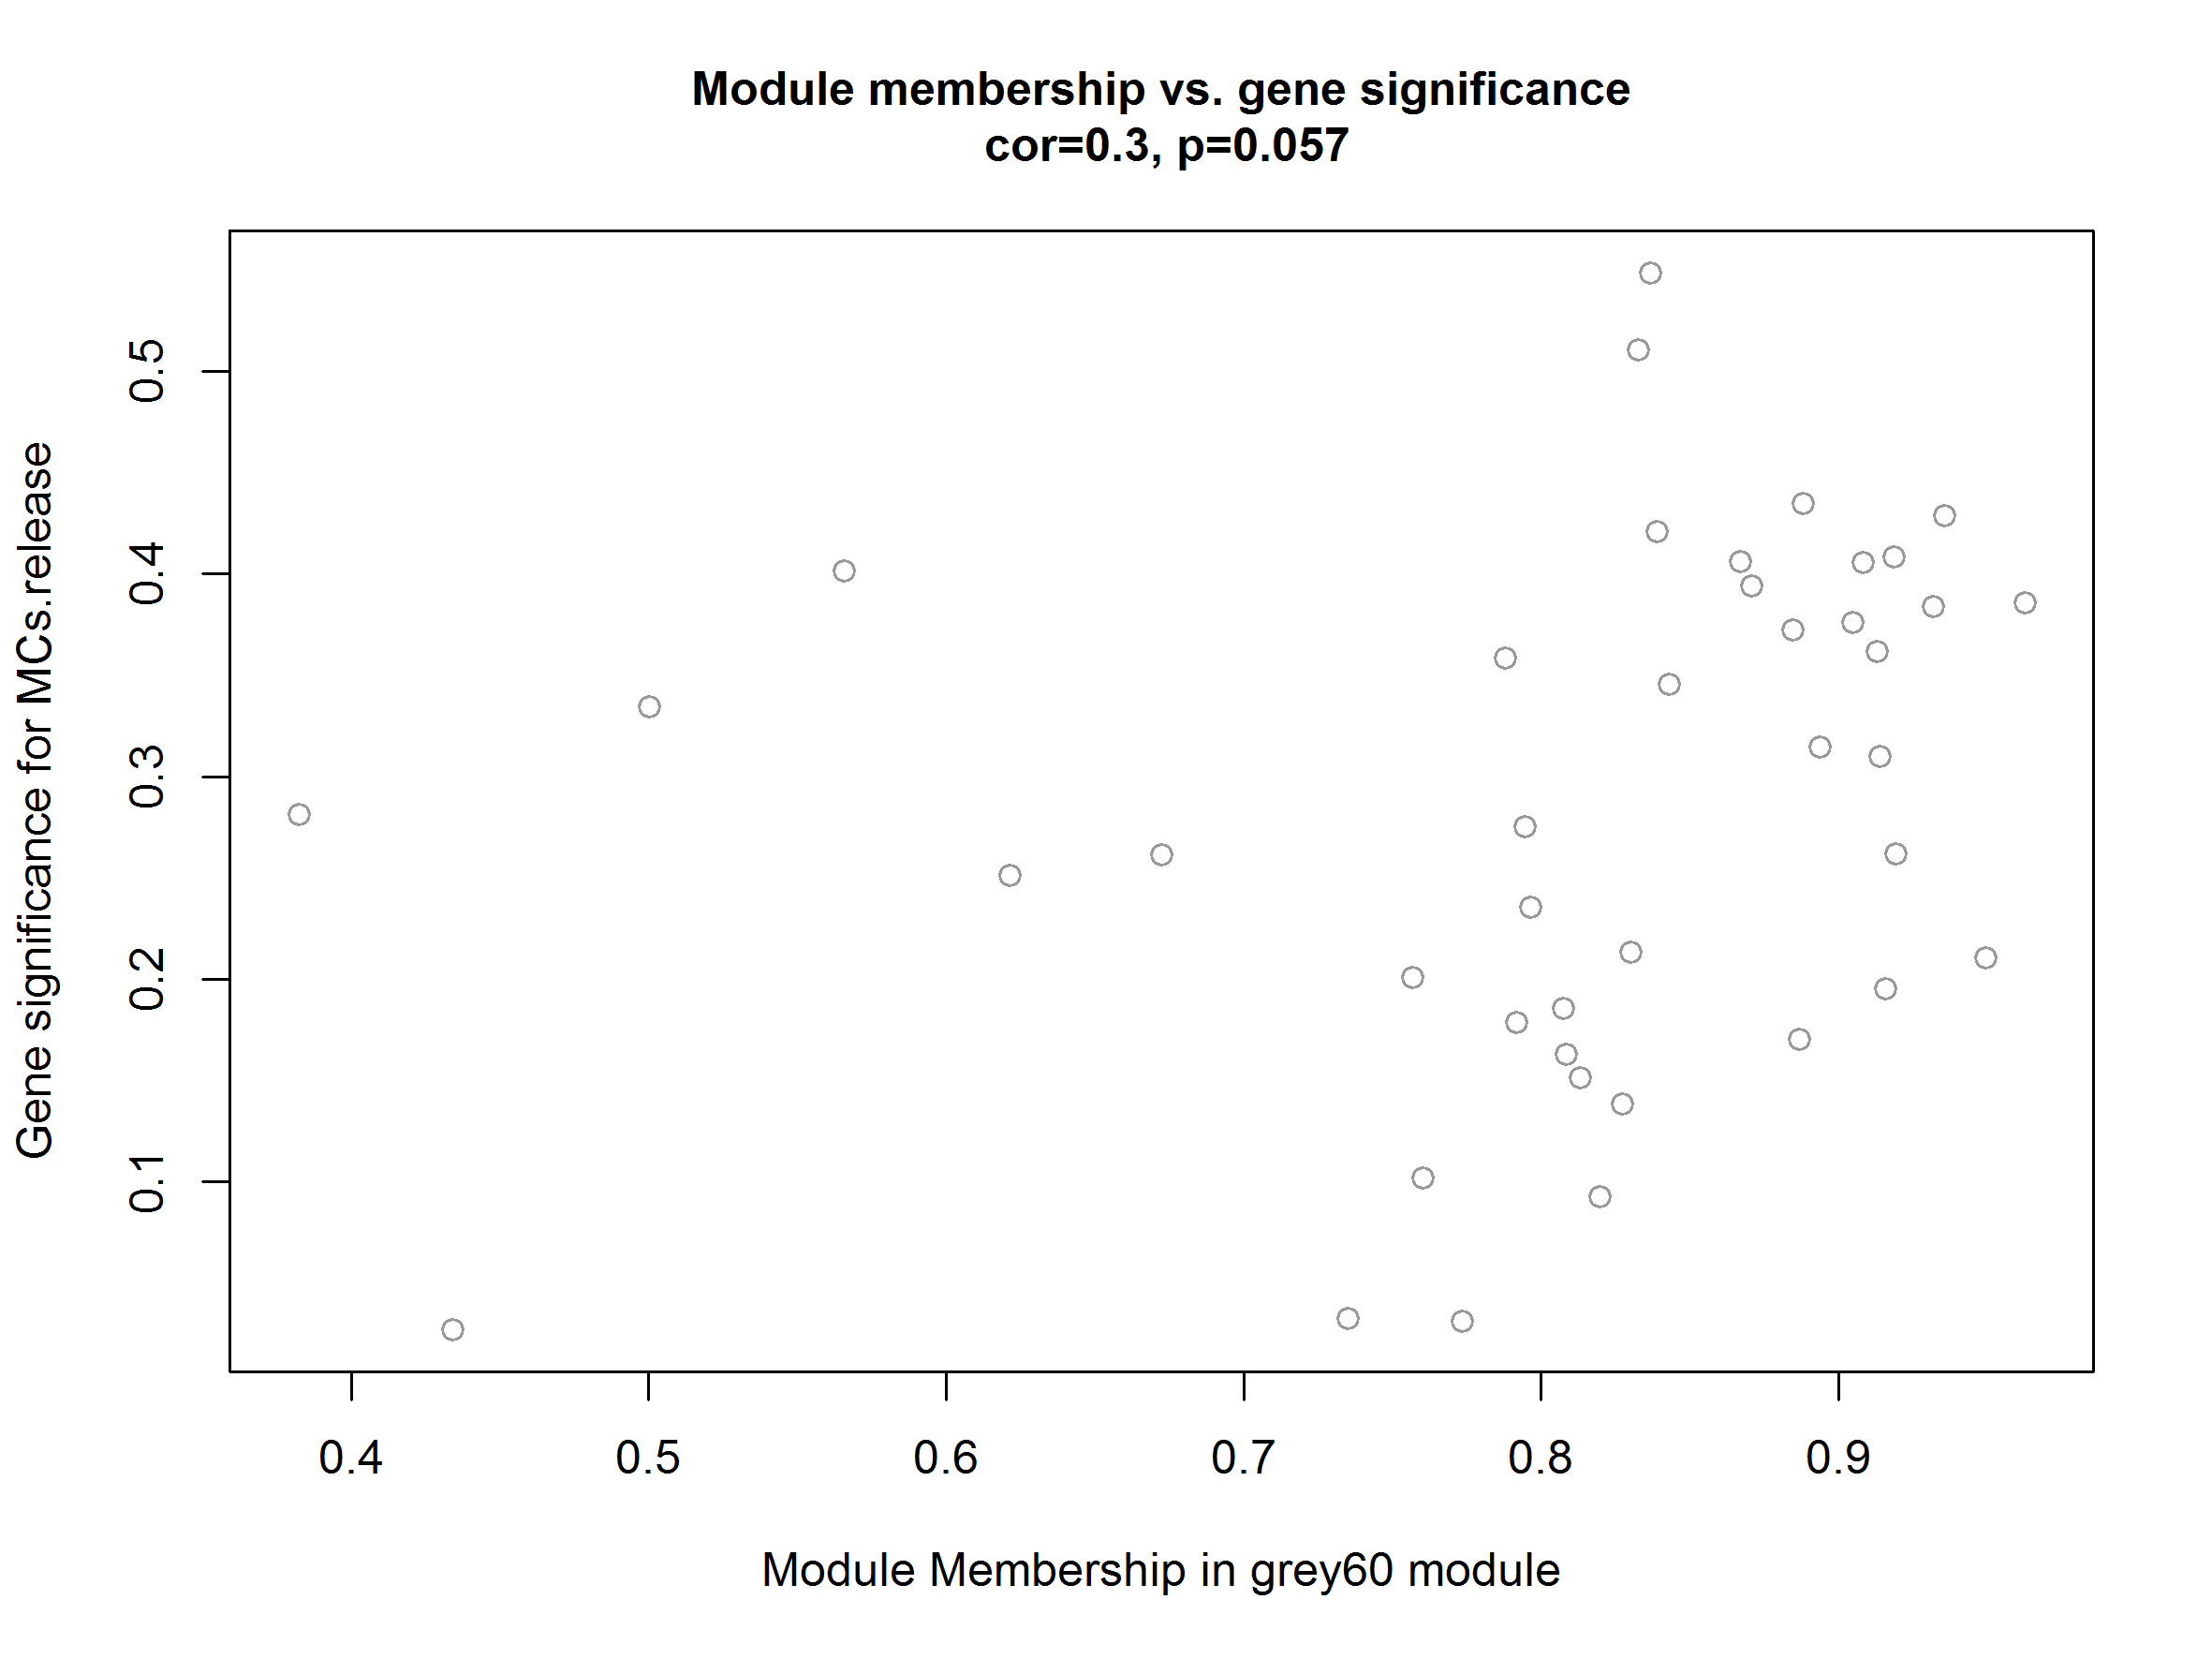 Module membership vs. gene significance
cor=0.3, p=0.057
Gene significance for MCs.release
0.5
0.4
0.3
0.2
0.1
0.4 0.5 0.6 0.7 0.8 0.9
Module Membership in grey60 module